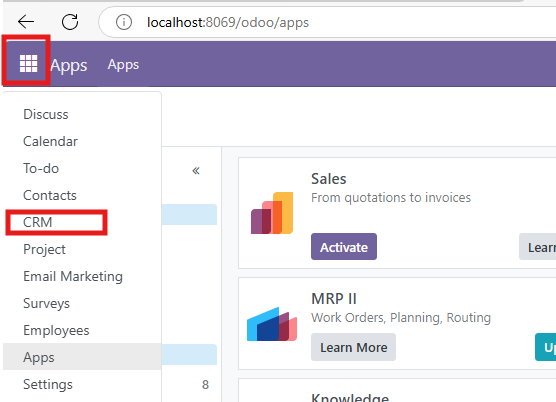 localhost:8069/odoo/apps
Apps Apps
Discuss
Calendar
To-do
Contacts
CRM
Project
Email Marketing
Surveys
Employees
Apps
Settings
«
8
Sales
From quotations to invoices
Activate Learn
MRP II
Work Orders, Planning, Routing
Learn More Up
Knowledge